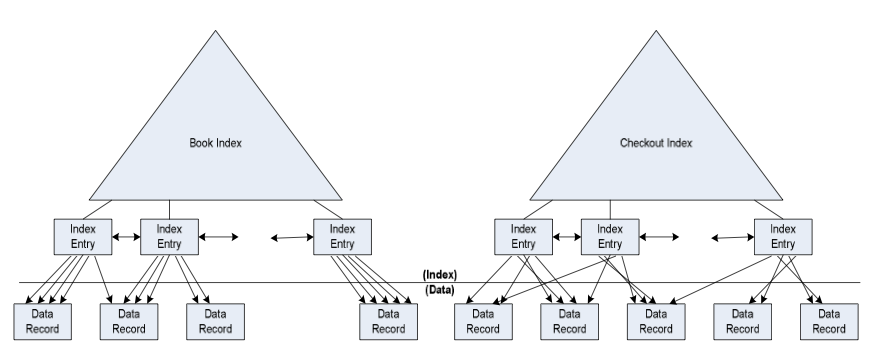 Book Index
Checkout Index
Index
Entry
Index
Entry
Index
Entry
Index
Entry
Index
Entry
Index
Entry
(Index)
(Data)
Data
Record
Data
Record
Data
Record
Data
Record
Data
Record
Data
Record
Data
Record
Data
Record
Data
Record